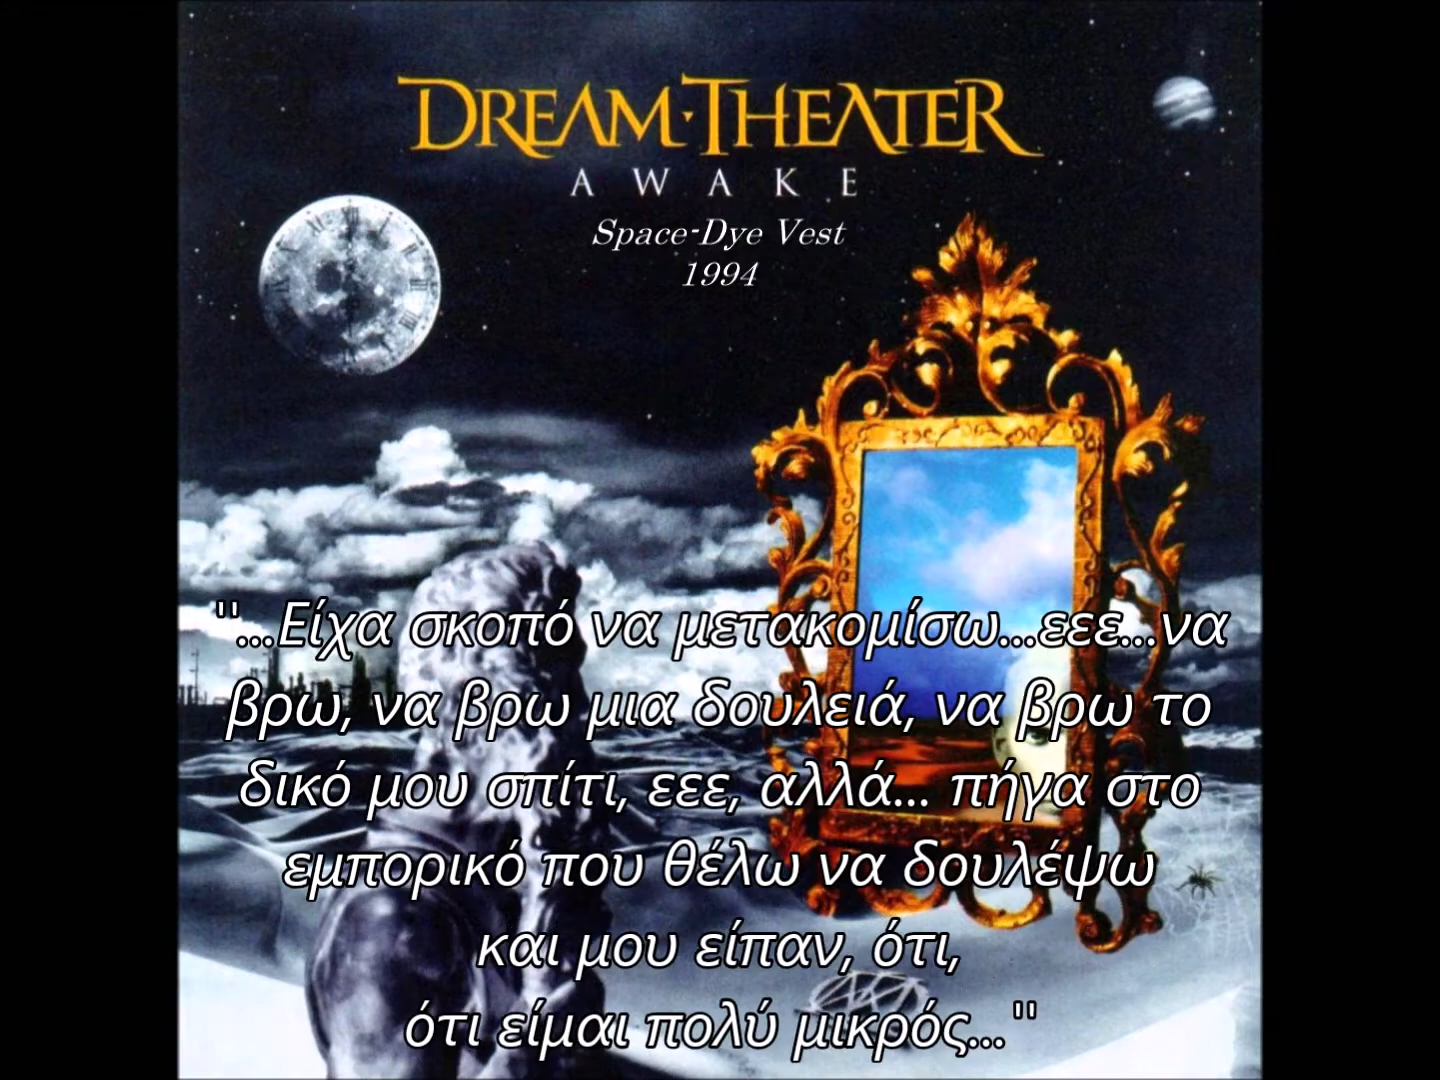 DREAM·THEATER
AWAKE
Space-Dye Vest
1994
"...Είχα σκοπό να μετακομίσω...εεε...να
βρω, να βρω μια δουλειά, να βρω το
δικό μου σπίτι, εεε, αλλά... πήγα στο
εμπορικό που θέλω να δουλέψω
και μου είπαν, ότι,
ότι είμαι πολύ μικρός..."